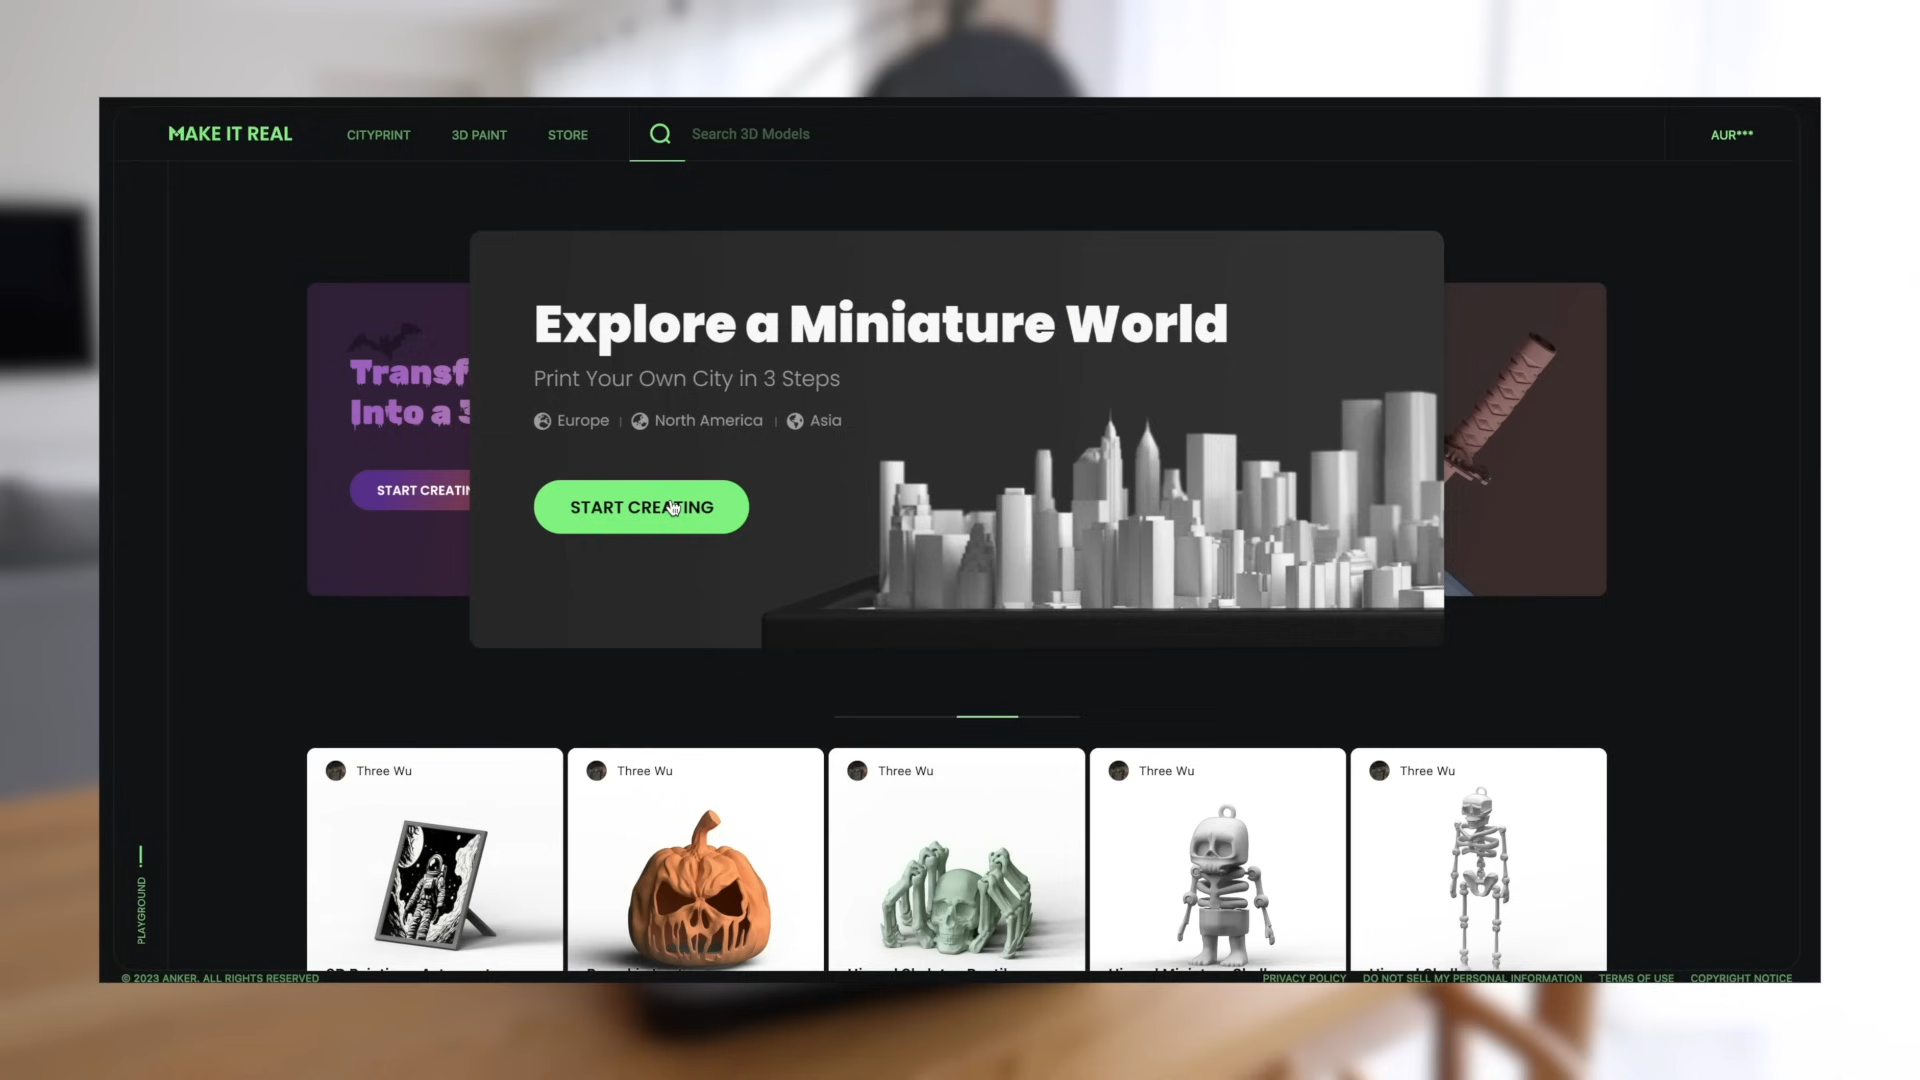 MAKE IT REAL
CITYPRINT
3D PAINT
STORE
Search 3D Models
AUR***
Explore a Miniature World
Print Your Own City in 3 Steps
Europe | North America | Asia
START CREATING
Into a
START
Three Wu
Three Wu
Three Wu
Three Wu
Three Wu
PLAYGROUND
© 2023 ANKER. ALL RIGHTS RESERVED
PRIVACY POLICY
DO NOT SELL MY PERSONAL INFORMATION
TERMS OF USE
COPYRIGHT NOTICE